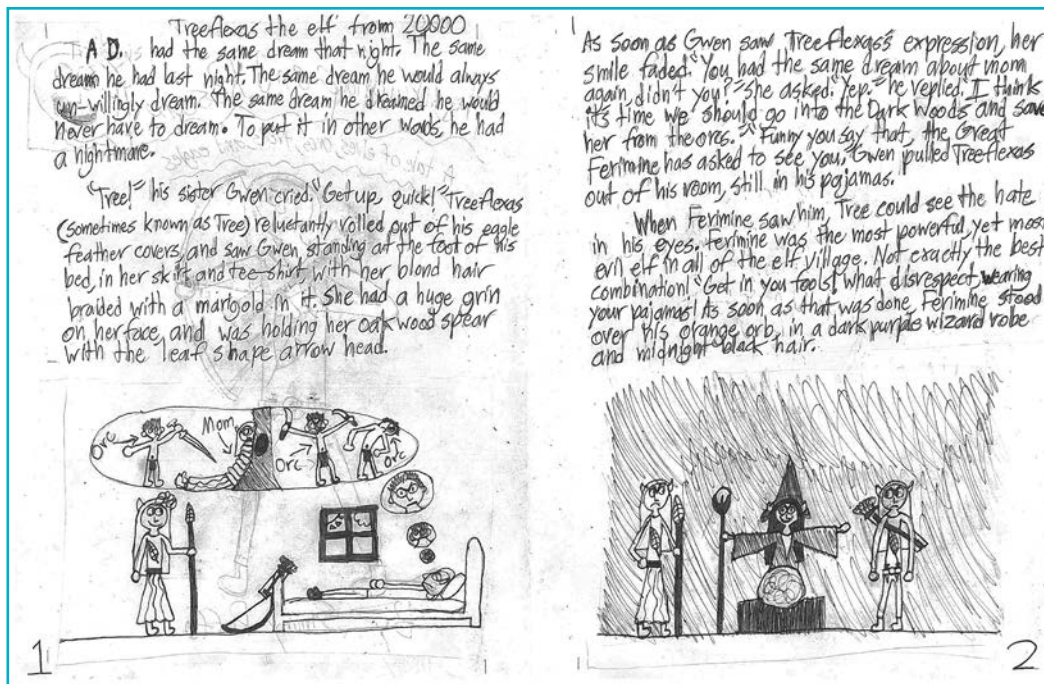 Treeflexas the elf from 20000
A.D. had the same dream that night. The same
dream he had last night. The same dream he would always
un-willingly dream. The same dream he dreamed he would
never have to dream. To put it in other words, he had
a nightmare.
"Tree!" his sister Gwen cried. "Get up, quick!" Treeflexas
(sometimes known as Tree) reluctantly rolled out of his eagle
feather covers, and saw Gwen, standing at the foot of his
bed, in her skirt and tee-shirt, with her blond hair
braided with a marigold in it. She had a huge grin
on her face, and was holding her oak wood spear
with the leaf shape arrow head.
Orc
Mom
Orc
Orc
1
As soon as Gwen saw Treeflexas's expression, her
smile faded. "You had the same dream about mom
again didn't you?" she asked. "Yep." he replied. "I think
it's time we should go into the Dark Woods and save
her from the orcs." "Funny you say that, the Great
Ferimine has asked to see you." Gwen pulled Treeflexas
out of his room, still in his pajamas.
When Ferimine saw him, Tree could see the hate
in his eyes. Ferimine was the most powerful, yet most
evil elf in all of the elf village. Not exactly the best
combination! "Get in you fools! What disrespect, wearing
your pajamas! As soon as that was done, Ferimine stood
over his orange orb, in a dark purple wizard robe
and midnight black hair.
2